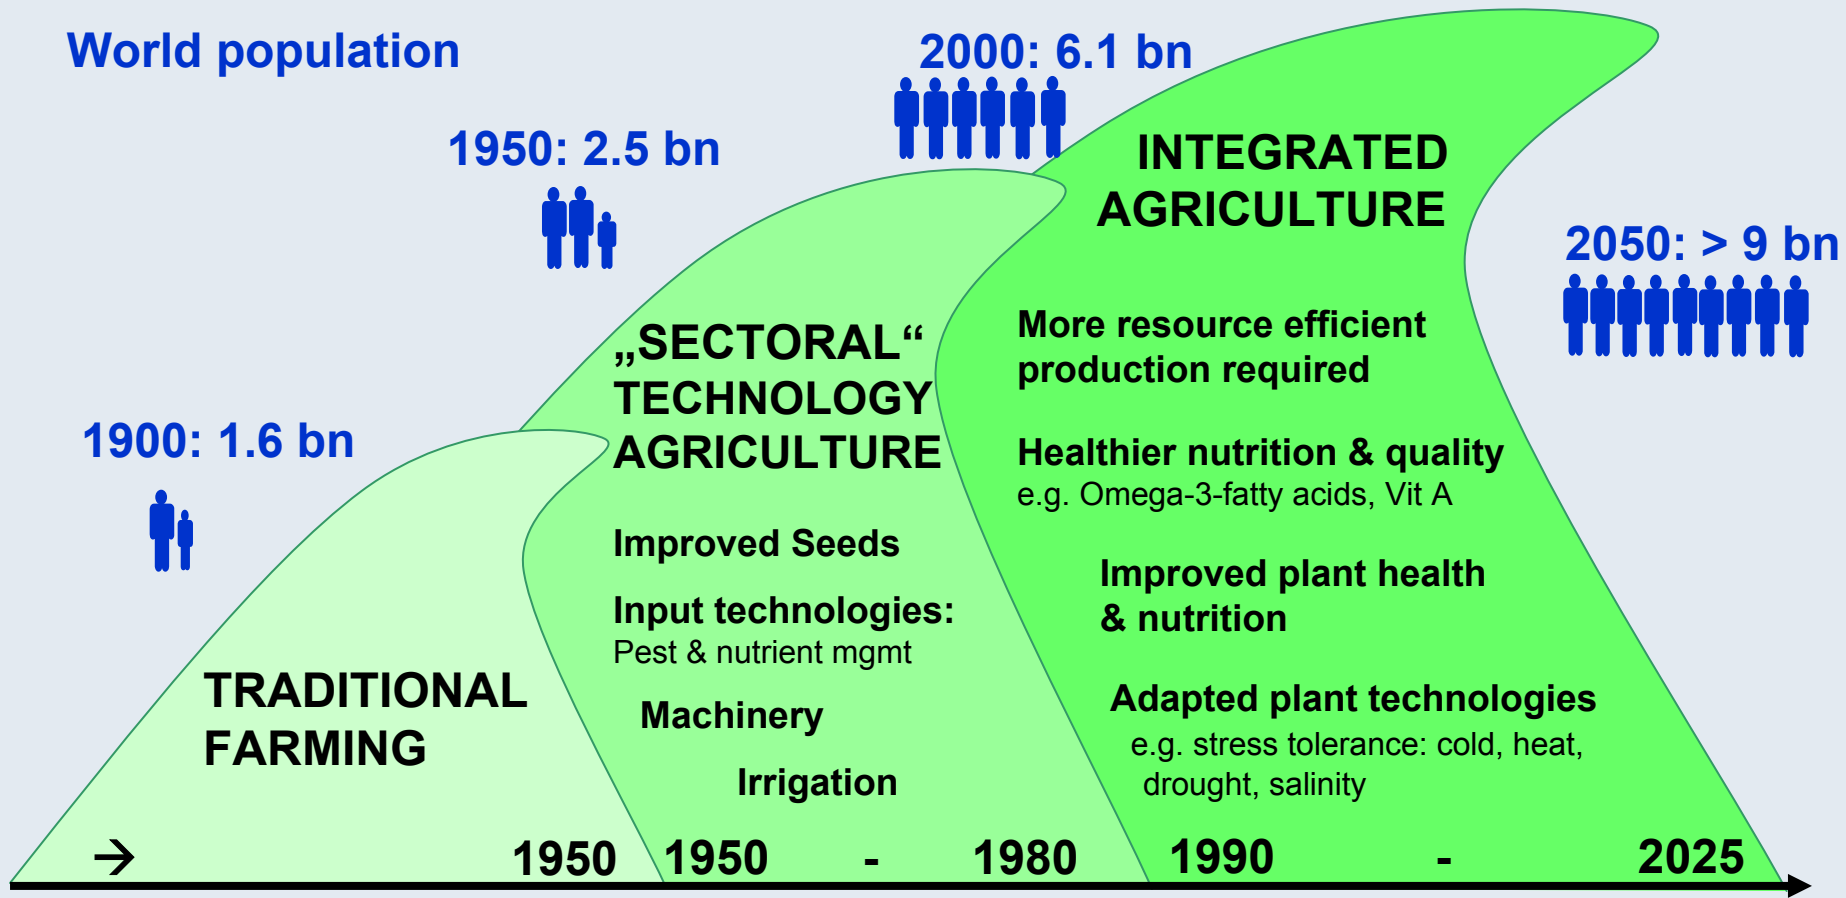 World population
1900: 1.6 bn
1950: 2.5 bn
2000: 6.1 bn
2050: > 9 bn
TRADITIONAL
FARMING
„SECTORAL“
TECHNOLOGY
AGRICULTURE
Improved Seeds
Input technologies:
Pest & nutrient mgmt
Machinery
Irrigation
INTEGRATED
AGRICULTURE
More resource efficient
production required
Healthier nutrition & quality
e.g. Omega-3-fatty acids, Vit A
Improved plant health
& nutrition
Adapted plant technologies
e.g. stress tolerance: cold, heat,
drought, salinity
→ 1950 1950 - 1980 1990 - 2025